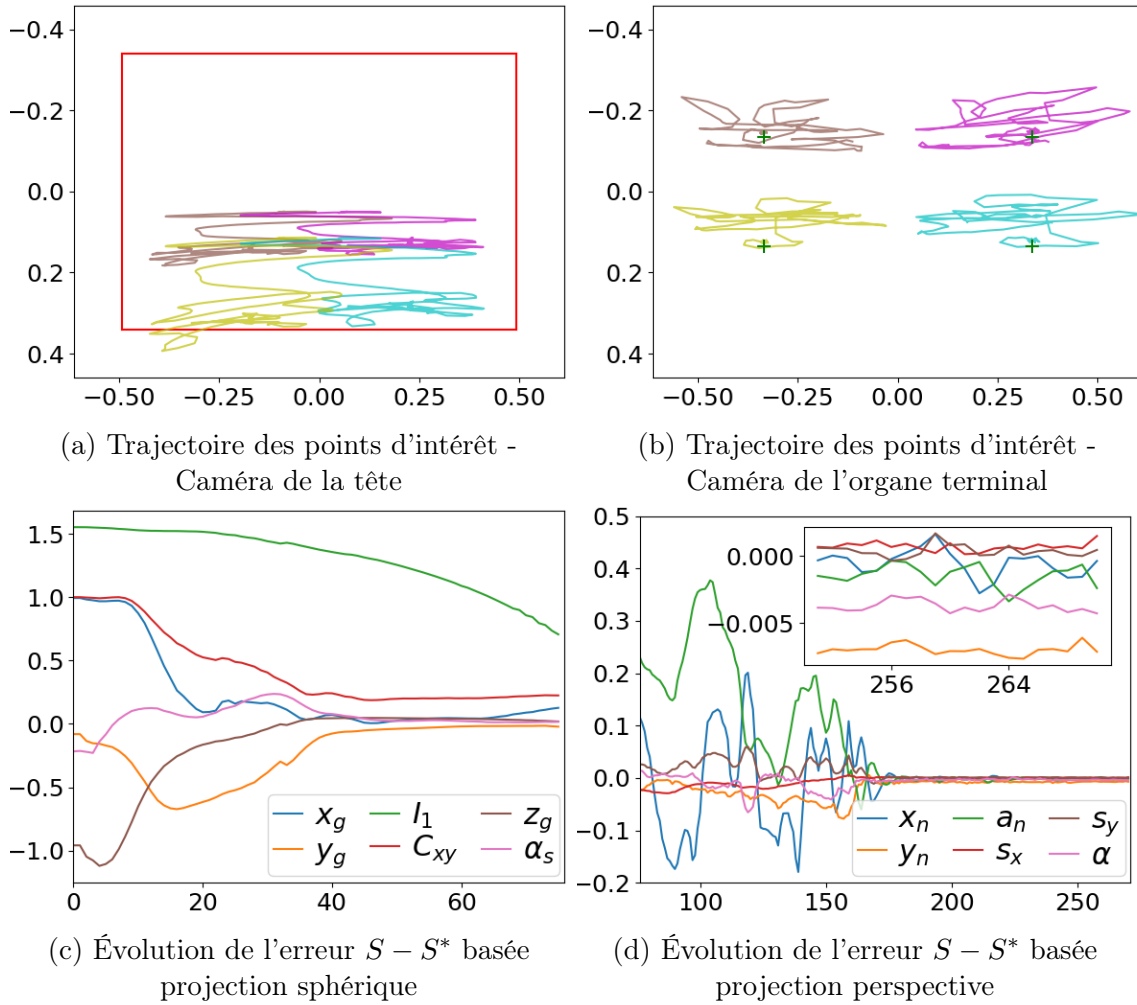 −0.4
−0.2
0.0
0.2
0.4
−0.50 −0.25 0.00 0.25 0.50
(a) Trajectoire des points d'intérêt -
Caméra de la tête
−0.4
−0.2
0.0
0.2
0.4
−0.50 −0.25 0.00 0.25 0.50
(b) Trajectoire des points d'intérêt -
Caméra de l'organe terminal
1.5
1.0
0.5
0.0
−0.5
−1.0
0 20 40 60
x_g I_1 z_g
y_g C_xy α_s
(c) Évolution de l'erreur S − S* basée
projection sphérique
0.5
0.4
0.3
0.2
0.1
0.0
−0.1
−0.2
100 150 200 250
0.000
−0.005
256 264
x_n a_n s_y
y_n s_x α
(d) Évolution de l'erreur S − S* basée
projection perspective